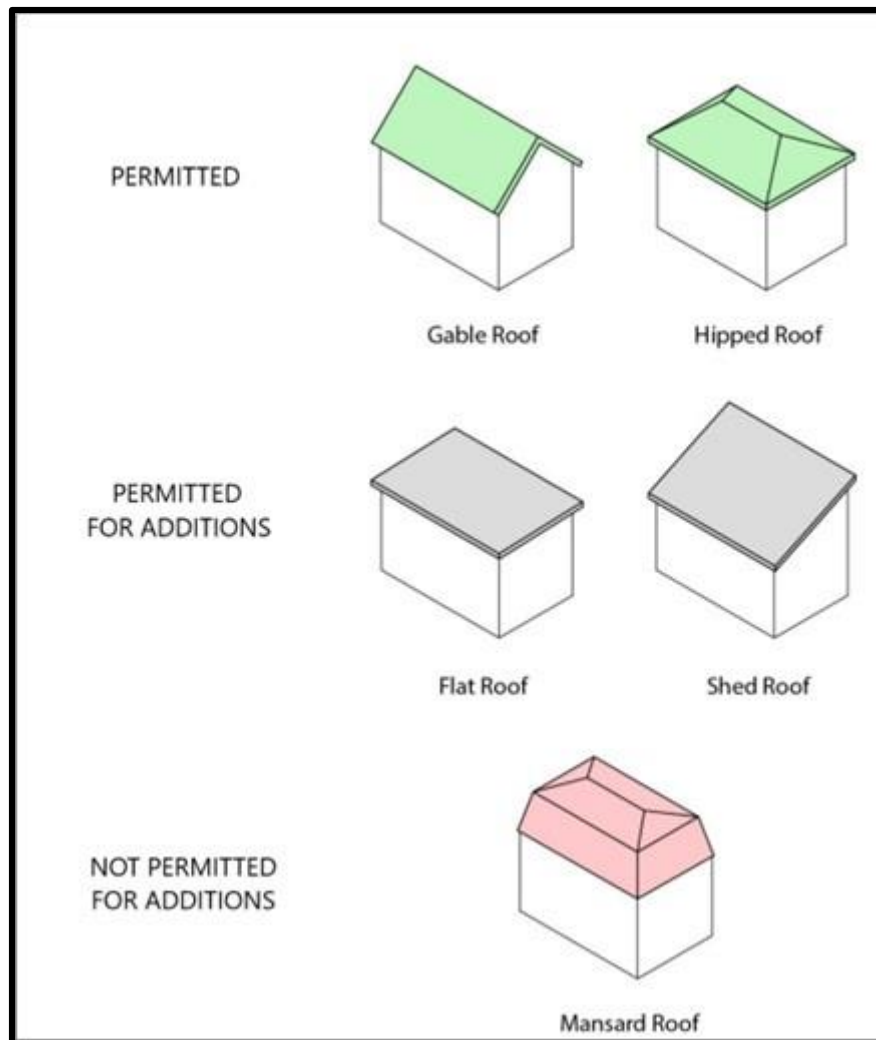 PERMITTED
Gable Roof
Hipped Roof
PERMITTED
FOR ADDITIONS
Flat Roof
Shed Roof
NOT PERMITTED
FOR ADDITIONS
Mansard Roof